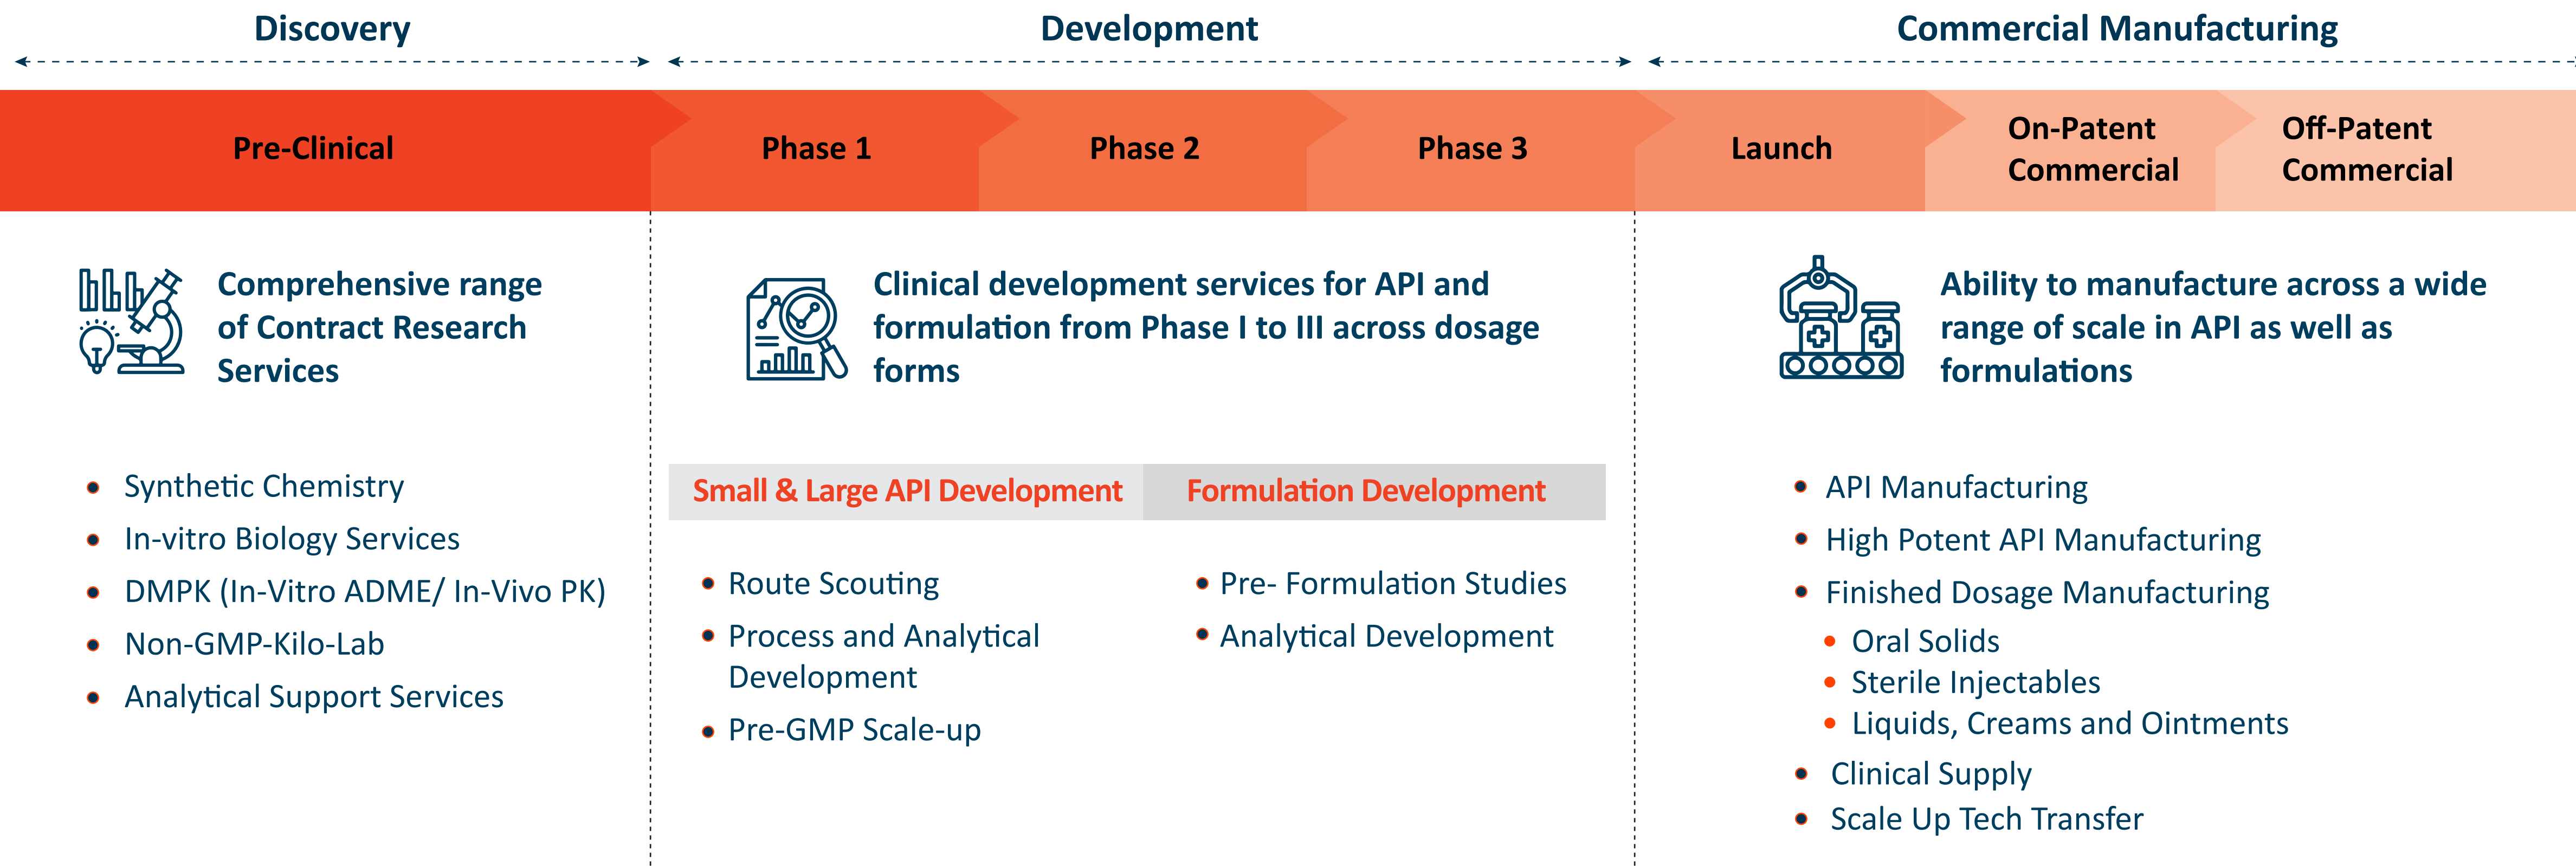 Discovery
Development
Commercial Manufacturing
Pre-Clinical
Phase 1
Phase 2
Phase 3
Launch
On-Patent
Commercial
Off-Patent
Commercial
Comprehensive range
of Contract Research
Services
Synthetic Chemistry
In-vitro Biology Services
DMPK (In-Vitro ADME/ In-Vivo PK)
Non-GMP-Kilo-Lab
Analytical Support Services
Clinical development services for API and
formulation from Phase I to III across dosage
forms
Small & Large API Development
Route Scouting
Process and Analytical
Development
Pre-GMP Scale-up
Formulation Development
Pre- Formulation Studies
Analytical Development
Ability to manufacture across a wide
range of scale in API as well as
formulations
API Manufacturing
High Potent API Manufacturing
Finished Dosage Manufacturing
Oral Solids
Sterile Injectables
Liquids, Creams and Ointments
Clinical Supply
Scale Up Tech Transfer